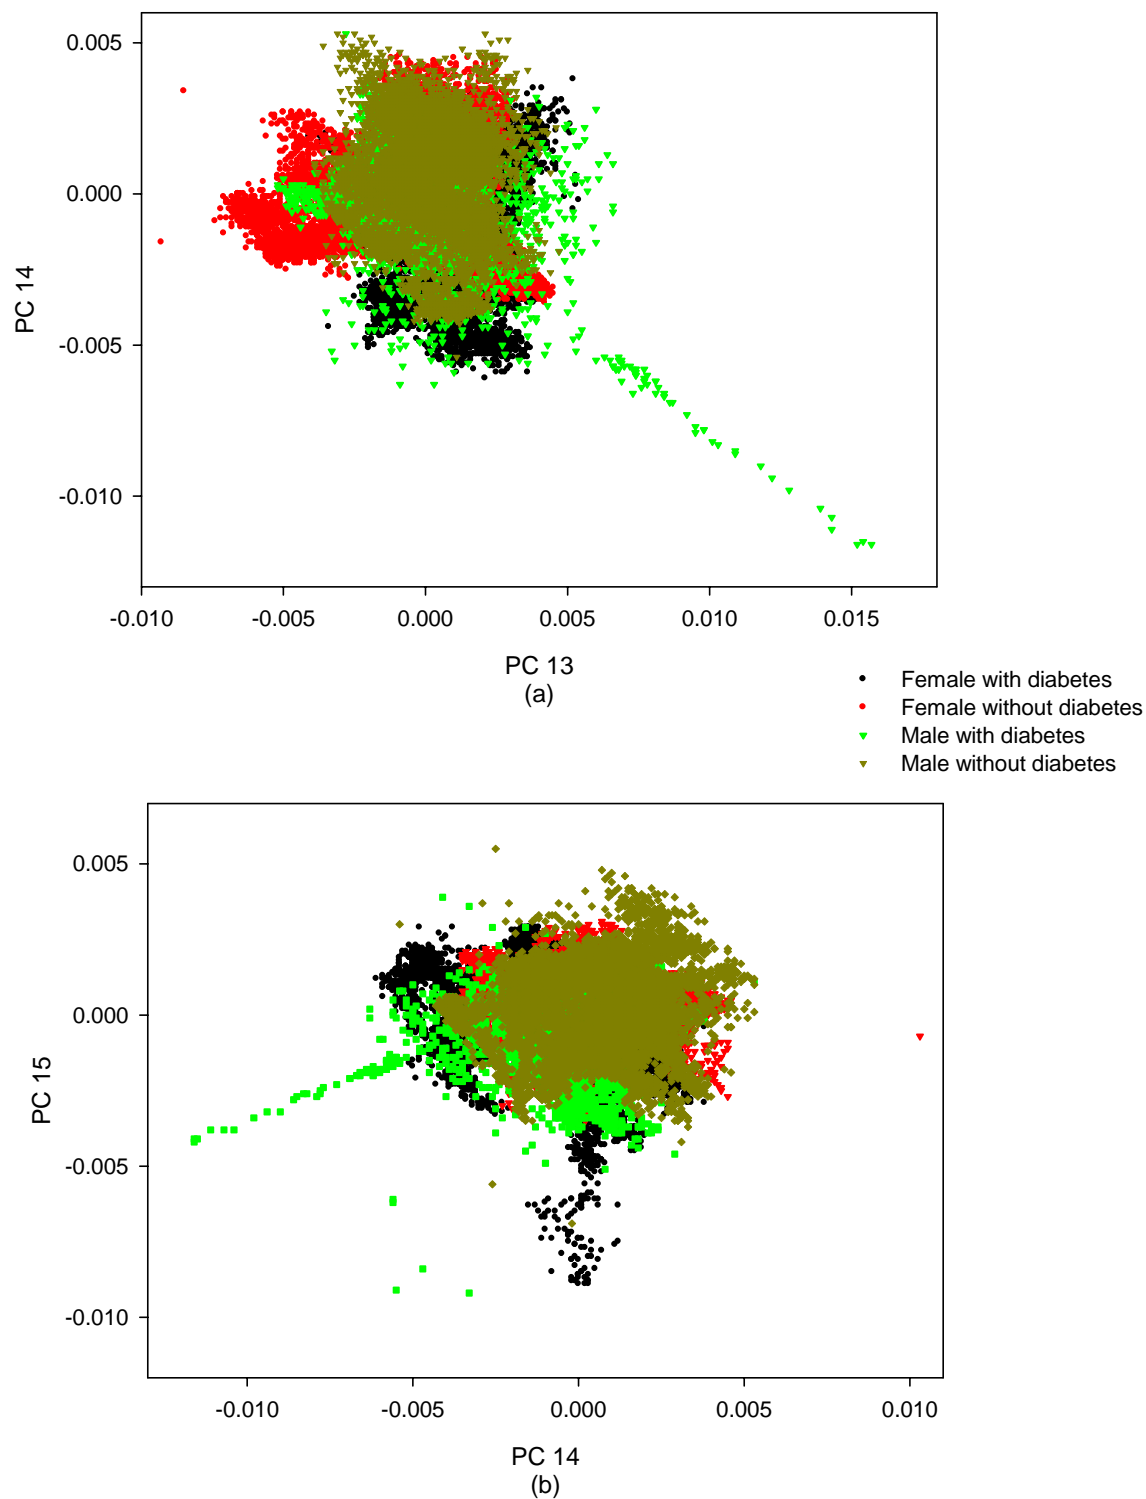 0.005
0.000
-0.005
-0.010
PC 14
-0.010 -0.005 0.000 0.005 0.010 0.015
PC 13
(a)
Female with diabetes
Female without diabetes
Male with diabetes
Male without diabetes
0.005
0.000
-0.005
-0.010
PC 15
-0.010 -0.005 0.000 0.005 0.010
PC 14
(b)